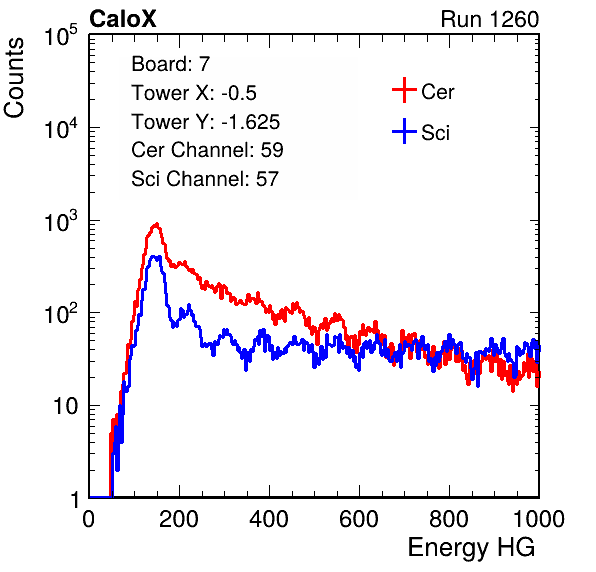 CaloX Run 1260
Counts
Board: 7
Tower X: -0.5
Tower Y: -1.625
Cer Channel: 59
Sci Channel: 57
Cer
Sci
10^5
10^4
10^3
10^2
10
1
0 200 400 600 800 1000
Energy HG